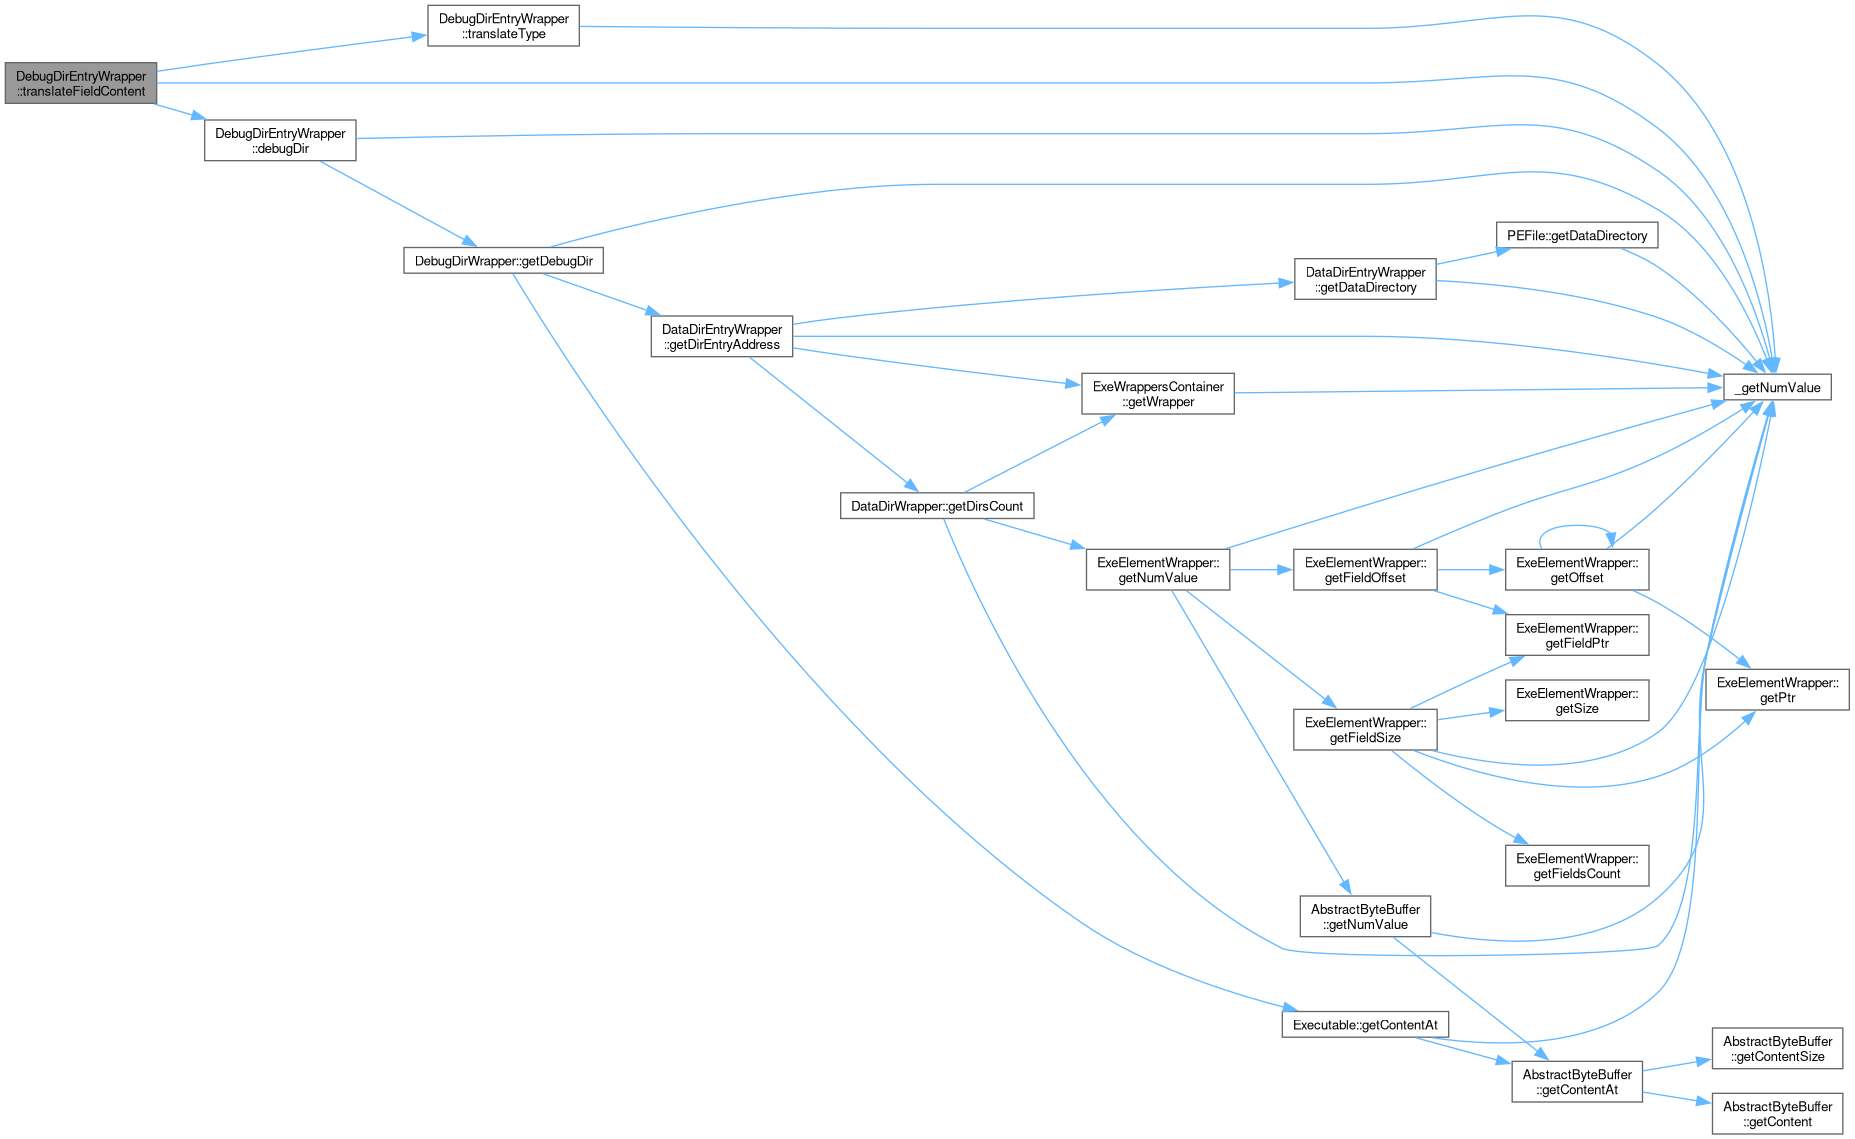 DebugDirEntryWrapper
::translateType
DebugDirEntryWrapper
::translateFieldContent
DebugDirEntryWrapper
::debugDir
DebugDirWrapper::getDebugDir
PEFile::getDataDirectory
DataDirEntryWrapper
::getDataDirectory
DataDirEntryWrapper
::getDirEntryAddress
ExeWrappersContainer
::getWrapper
_getNumValue
DataDirWrapper::getDirsCount
ExeElementWrapper::
getNumValue
ExeElementWrapper::
getFieldOffset
ExeElementWrapper::
getOffset
ExeElementWrapper::
getFieldPtr
ExeElementWrapper::
getPtr
ExeElementWrapper::
getSize
ExeElementWrapper::
getFieldSize
ExeElementWrapper::
getFieldsCount
AbstractByteBuffer
::getNumValue
Executable::getContentAt
AbstractByteBuffer
::getContentSize
AbstractByteBuffer
::getContentAt
AbstractByteBuffer
::getContent